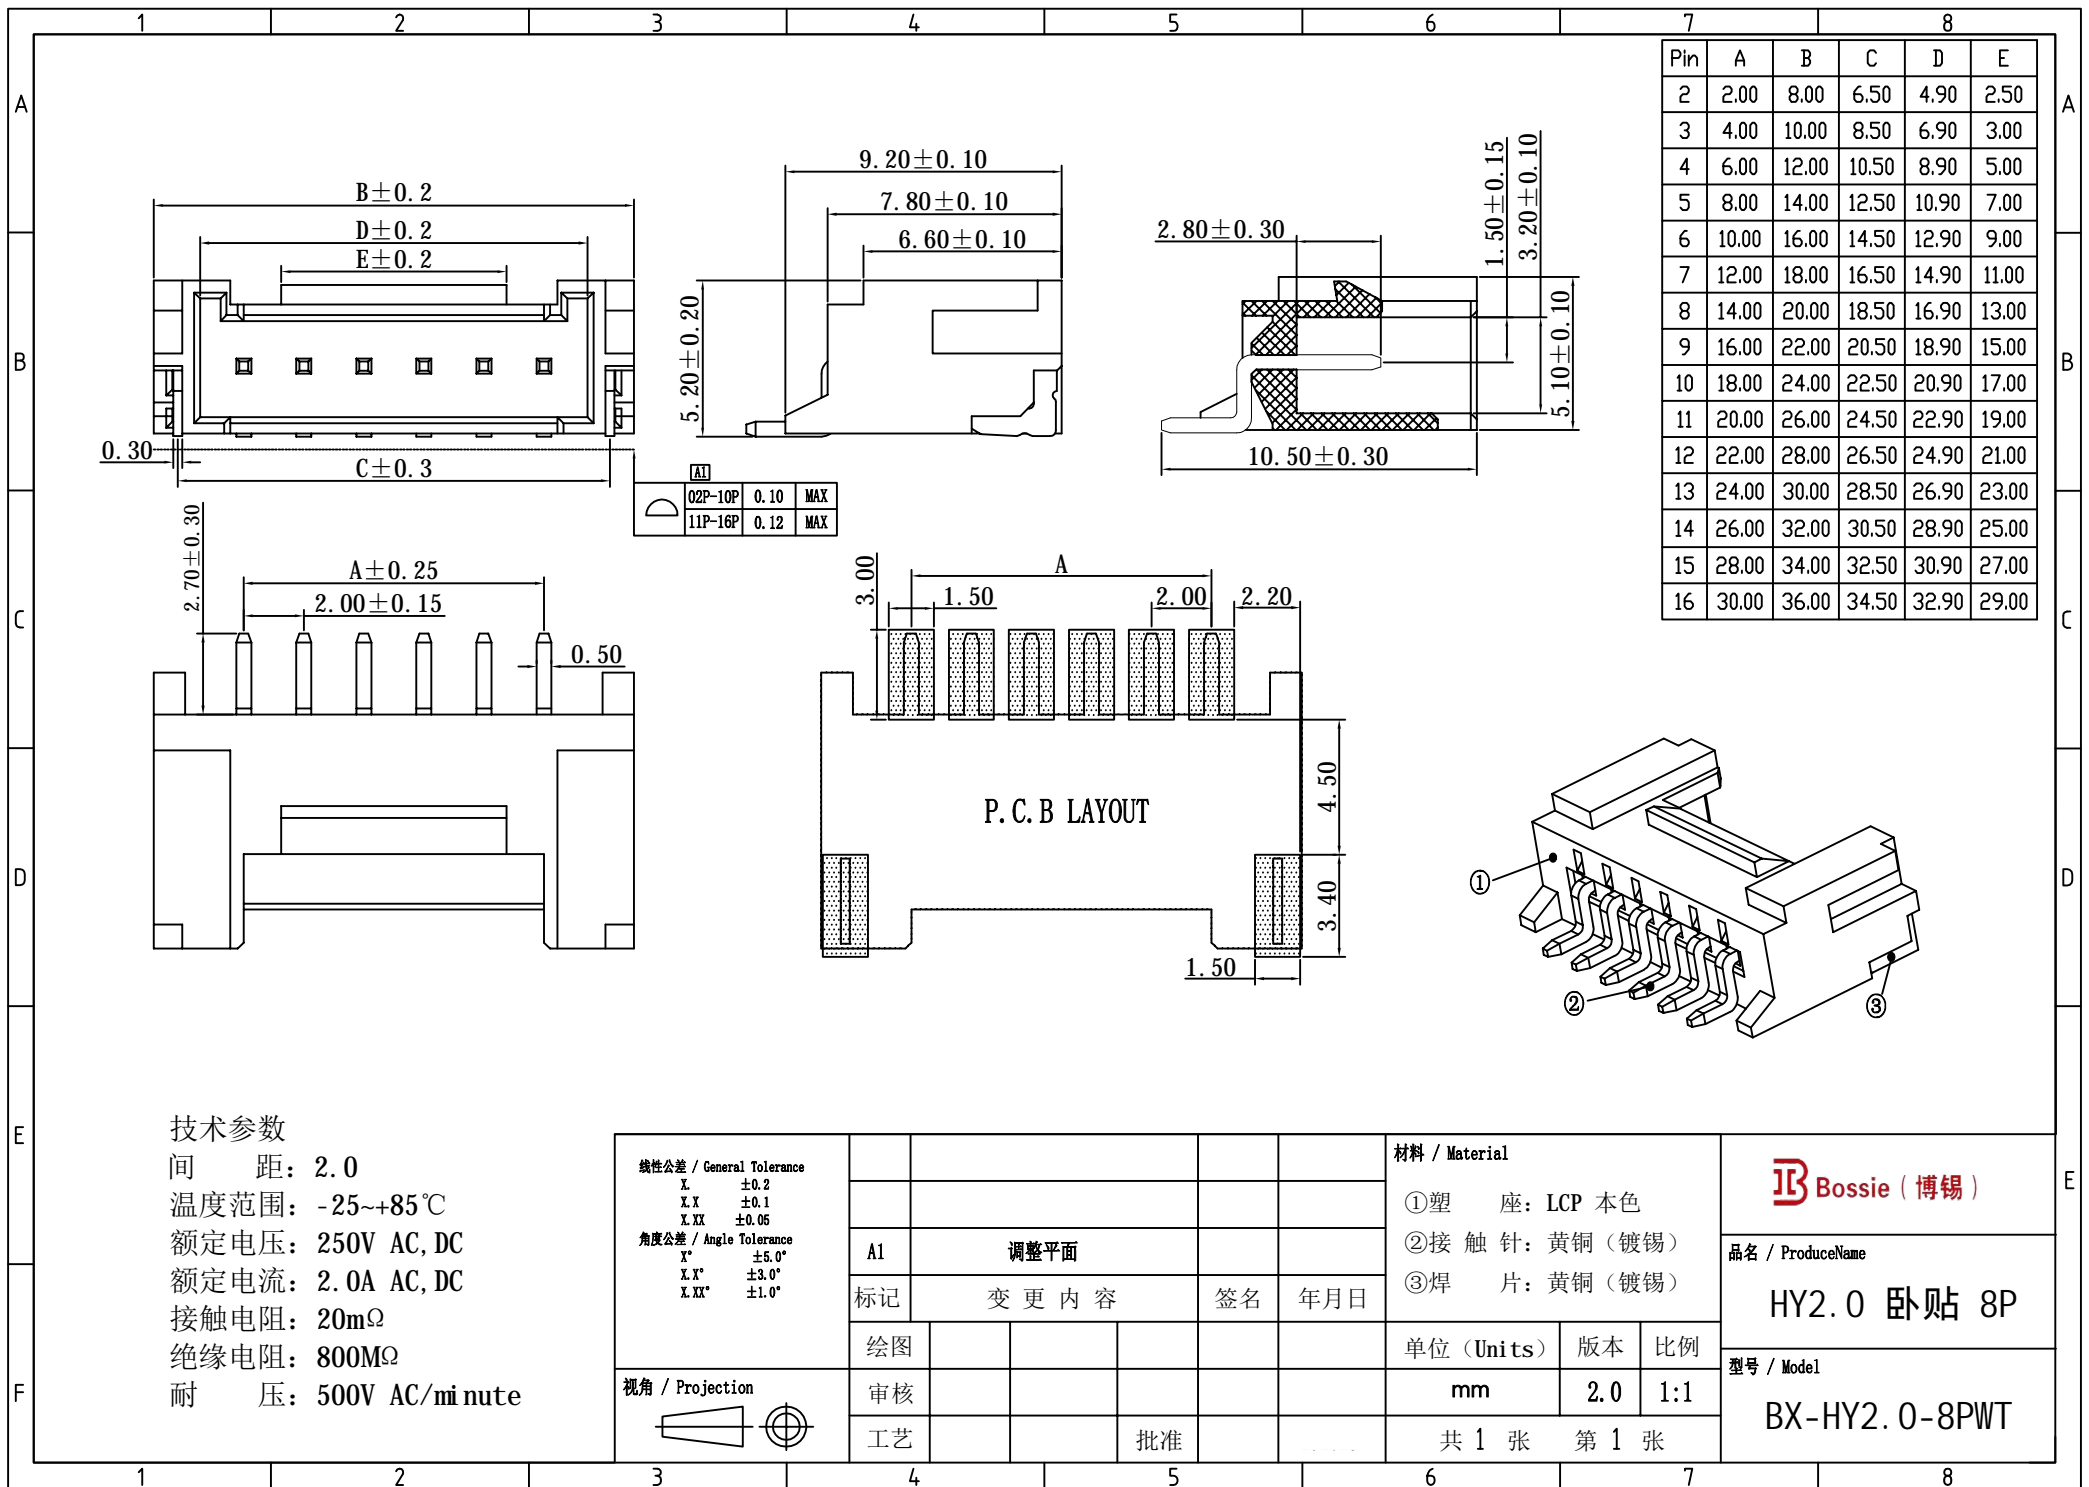 1 2 3 4 5 6 7 8
A
B
C
D
E
F
A
B
C
D
E
Pin A B C D E
2 2.00 8.00 6.50 4.90 2.50
3 4.00 10.00 8.50 6.90 3.00
4 6.00 12.00 10.50 8.90 5.00
5 8.00 14.00 12.50 10.90 7.00
6 10.00 16.00 14.50 12.90 9.00
7 12.00 18.00 16.50 14.90 11.00
8 14.00 20.00 18.50 16.90 13.00
9 16.00 22.00 20.50 18.90 15.00
10 18.00 24.00 22.50 20.90 17.00
11 20.00 26.00 24.50 22.90 19.00
12 22.00 28.00 26.50 24.90 21.00
13 24.00 30.00 28.50 26.90 23.00
14 26.00 32.00 30.50 28.90 25.00
15 28.00 34.00 32.50 30.90 27.00
16 30.00 36.00 34.50 32.90 29.00
B±0.2
D±0.2
E±0.2
0.30
C±0.3
9.20±0.10
7.80±0.10
6.60±0.10
5.20±0.20
2.80±0.30
1.50±0.15
3.20±0.10
5.10±0.10
10.50±0.30
A1
02P-10P 0.10 MAX
11P-16P 0.12 MAX
2.70±0.30
A±0.25
2.00±0.15
0.50
3.00
A
1.50
2.00
2.20
P.C.B LAYOUT
4.50
3.40
1.50
①
②
③
技术参数
间 距：2.0
温度范围：-25~+85℃
额定电压：250V AC,DC
额定电流：2.0A AC,DC
接触电阻：20mΩ
绝缘电阻：800MΩ
耐 压：500V AC/minute
线性公差 / General Tolerance
X. ±0.2
X.X ±0.1
X.XX ±0.05
角度公差 / Angle Tolerance
X° ±5.0°
X.X° ±3.0°
X.XX° ±1.0°
视角 / Projection
A1 调整平面
标记 变更内容 签名 年月日
绘图
审核
工艺 批准
材料 / Material
①塑 座：LCP 本色
②接触针：黄铜（镀锡）
③焊 片：黄铜（镀锡）
单位（Units） 版本 比例
mm 2.0 1:1
共 1 张 第 1 张
Bossie（博锡）
品名 / ProduceName
HY2.0 卧贴 8P
型号 / Model
BX-HY2.0-8PWT
1 2 3 4 5 6 7 8